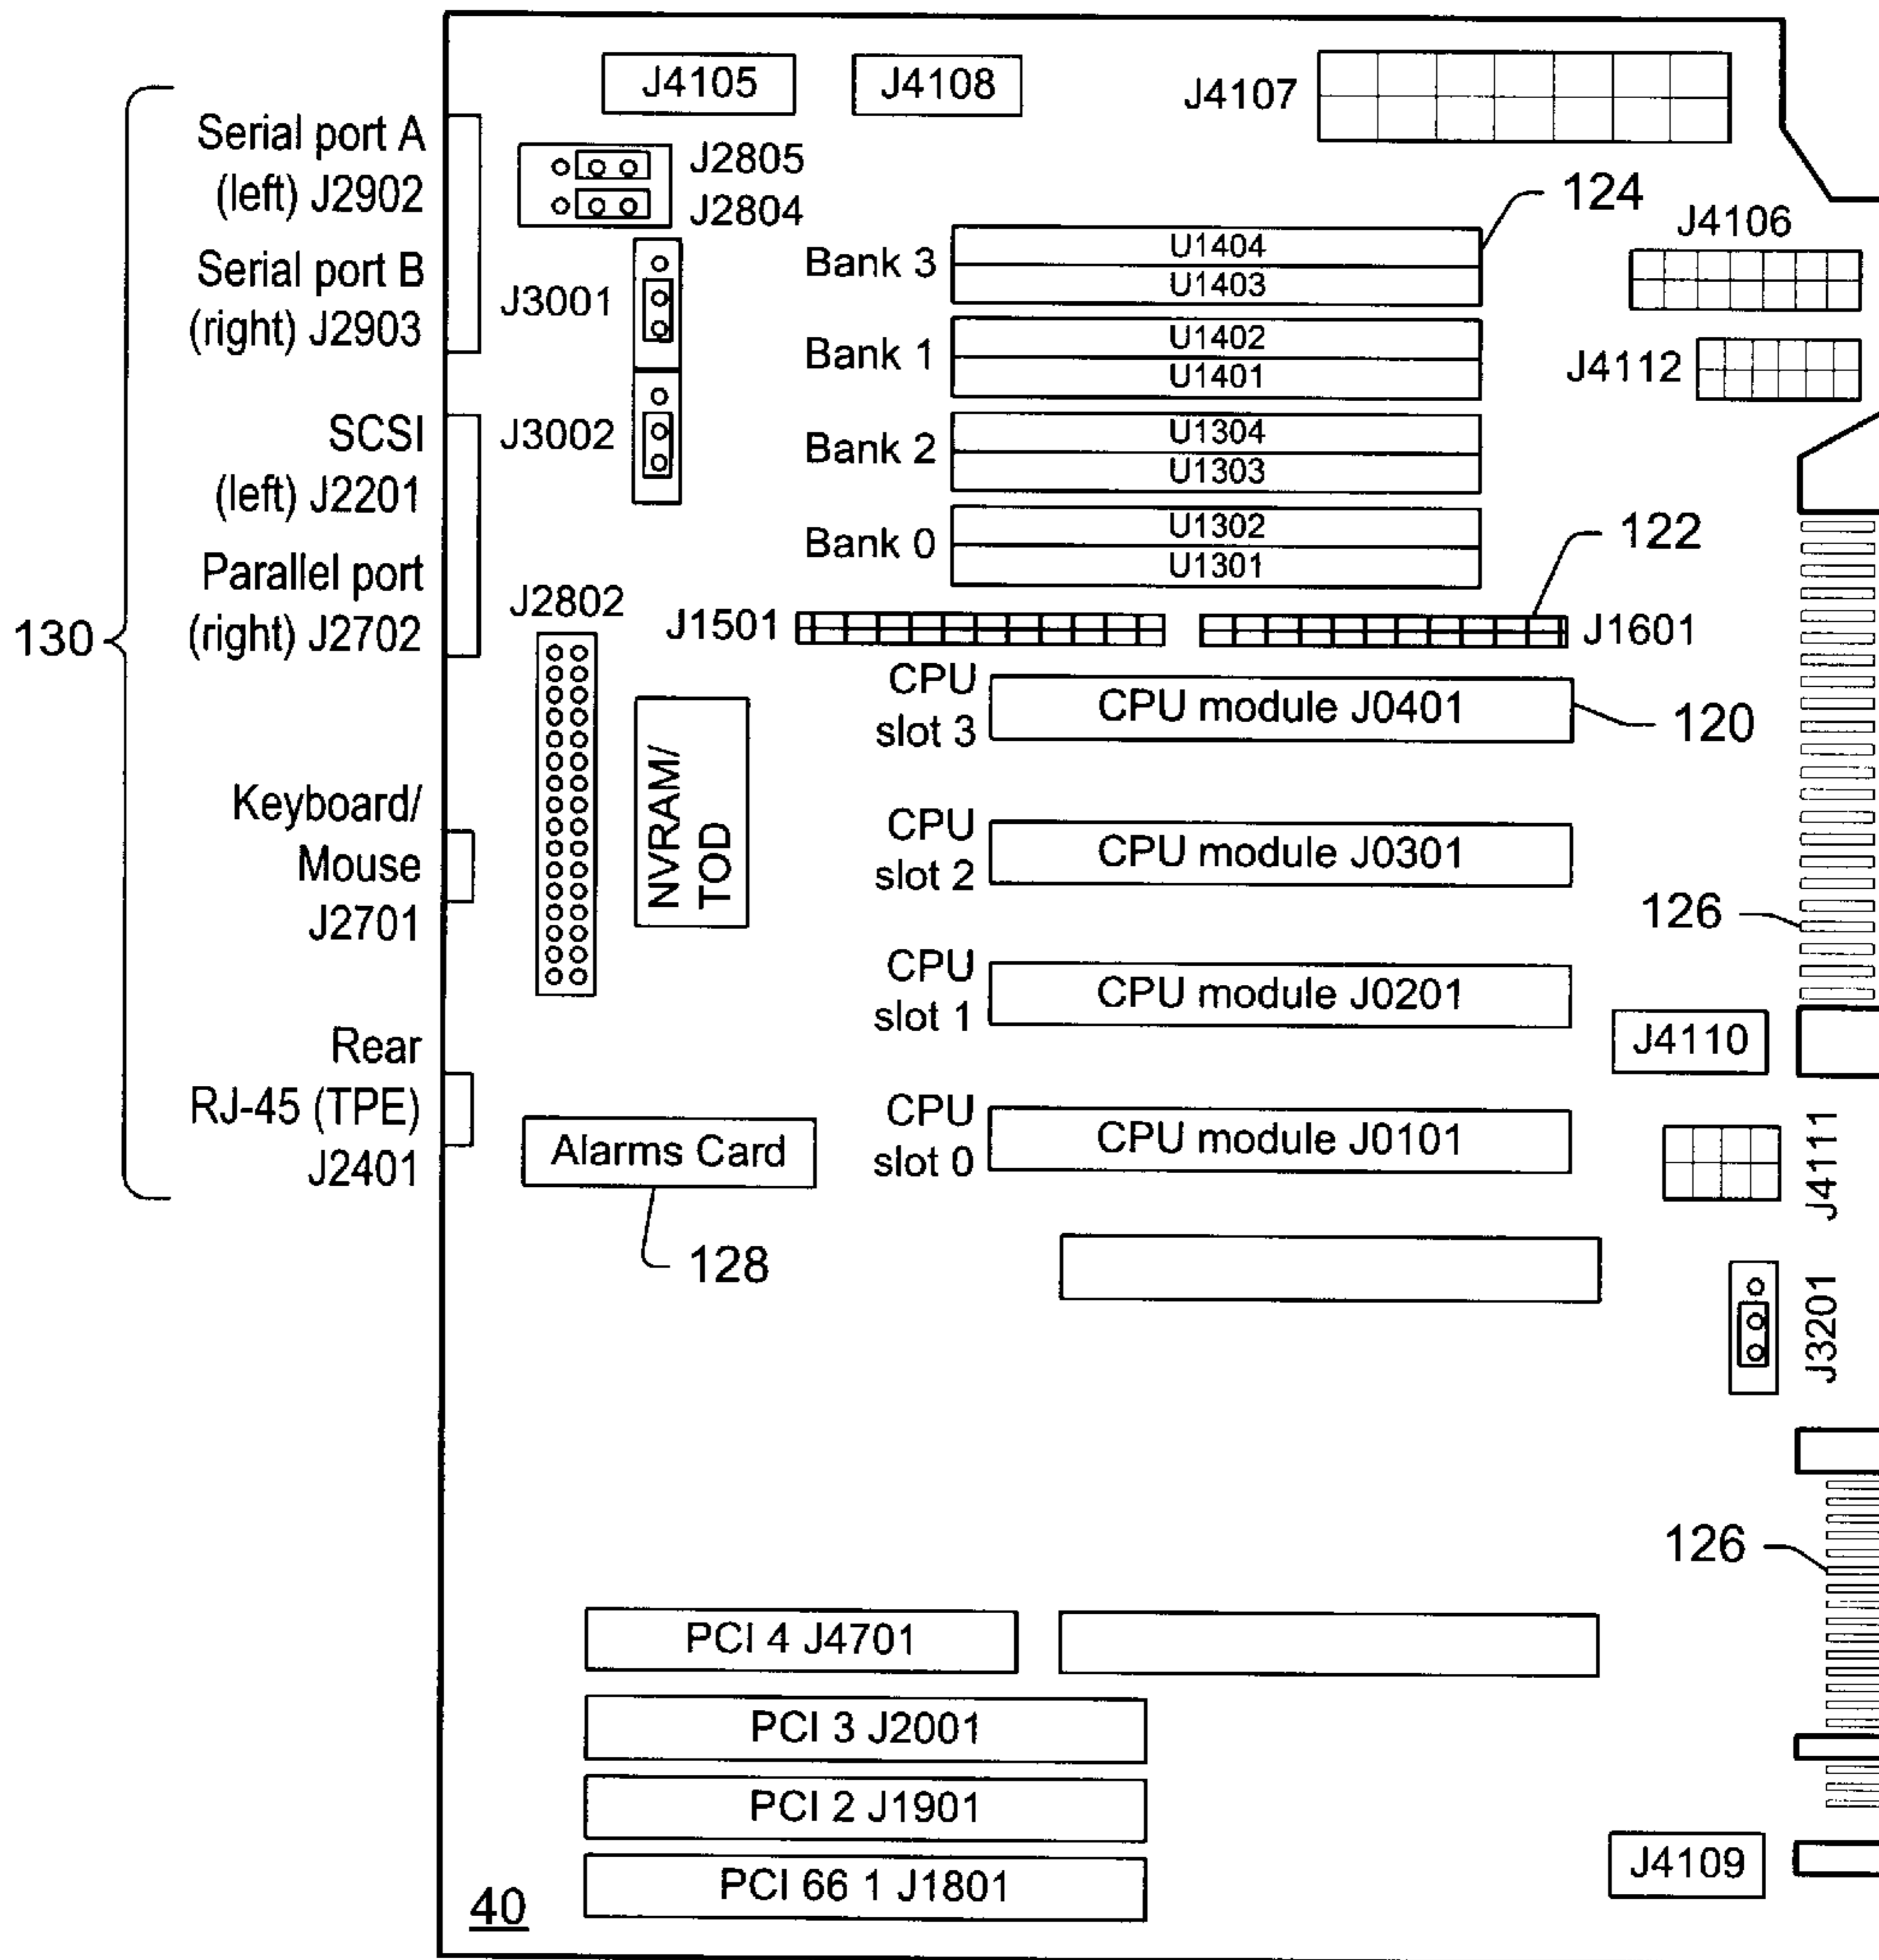 J4105
J4108
J4107
Serial port A
(left) J2902
J2805
J2804
124
J4106
Serial port B
(right) J2903
J3001
Bank 3
U1404
U1403
Bank 1
U1402
U1401
J4112
SCSI
(left) J2201
J3002
Bank 2
U1304
U1303
Bank 0
U1302
U1301
122
Parallel port
(right) J2702
130
J2802
J1501
J1601
CPU
slot 3
CPU module J0401
120
NVRAM/
TOD
Keyboard/
Mouse
J2701
CPU
slot 2
CPU module J0301
126
CPU
slot 1
CPU module J0201
J4110
Rear
RJ-45 (TPE)
J2401
Alarms Card
128
CPU
slot 0
CPU module J0101
J4111
J3201
126
PCI 4 J4701
PCI 3 J2001
PCI 2 J1901
PCI 66 1 J1801
J4109
40